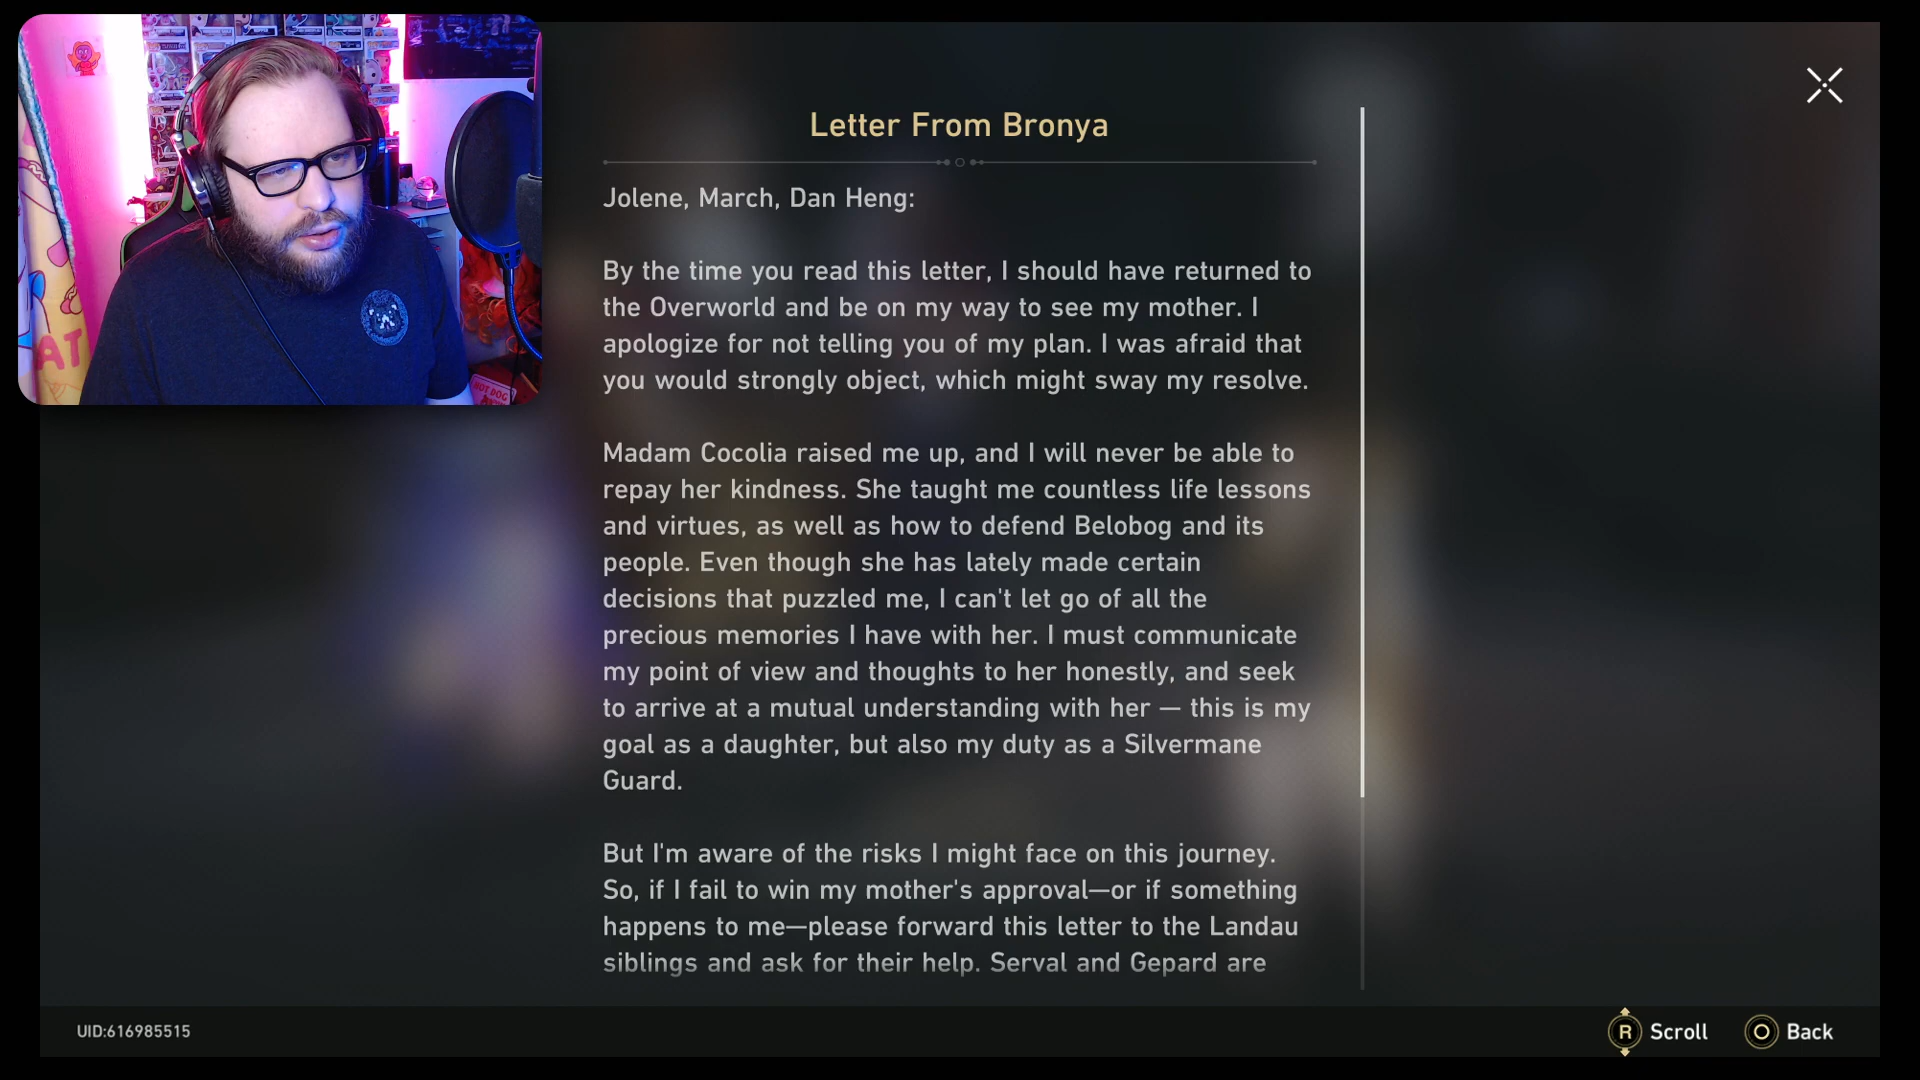 Letter From Bronya
Jolene, March, Dan Heng:
By the time you read this letter, I should have returned to
the Overworld and be on my way to see my mother. I
apologize for not telling you of my plan. I was afraid that
you would strongly object, which might sway my resolve.
Madam Cocolia raised me up, and I will never be able to
repay her kindness. She taught me countless life lessons
and virtues, as well as how to defend Belobog and its
people. Even though she has lately made certain
decisions that puzzled me, I can't let go of all the
precious memories I have with her. I must communicate
my point of view and thoughts to her honestly, and seek
to arrive at a mutual understanding with her — this is my
goal as a daughter, but also my duty as a Silvermane
Guard.
But I'm aware of the risks I might face on this journey.
So, if I fail to win my mother's approval—or if something
happens to me—please forward this letter to the Landau
siblings and ask for their help. Serval and Gepard are
AT
HOT DOG
UID:616985515
R Scroll
Back